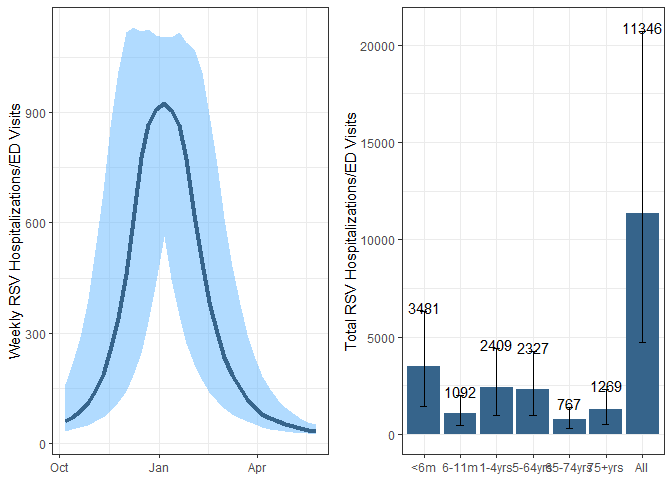 Weekly RSV Hospitalizations/ED Visits
900
600
300
0
Oct
Jan
Apr
Total RSV Hospitalizations/ED Visits
20000
15000
10000
5000
0
11346
3481
2409
2327
1092
1269
767
<6m
6-11m
1-4yrs
5-64yrs
65-74yrs
75+yrs
All